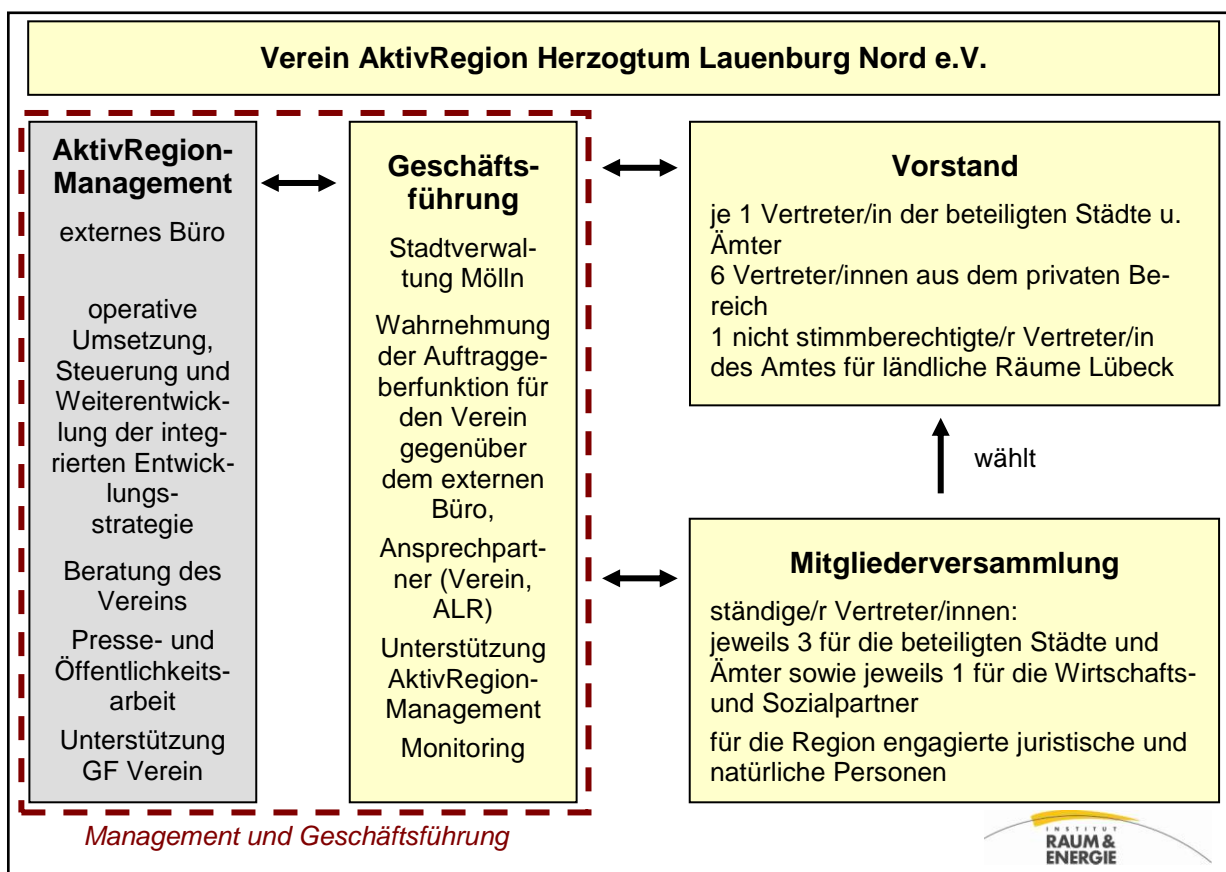 Verein AktivRegion Herzogtum Lauenburg Nord e.V.
AktivRegion-
Management
externes Büro
operative
Umsetzung,
Steuerung und
Weiterentwick-
lung der integ-
rierten Entwick-
lungs-
strategie
Beratung des
Vereins
Presse- und
Öffentlichkeits-
arbeit
Unterstützung
GF Verein
Geschäfts-
führung
Stadtverwal-
tung Mölln
Wahrnehmung
der Auftragge-
berfunktion für
den Verein
gegenüber
dem externen
Büro,
Ansprechpart-
ner (Verein,
ALR)
Unterstützung
AktivRegion-
Management
Monitoring
Vorstand
je 1 Vertreter/in der beteiligten Städte u.
Ämter
6 Vertreter/innen aus dem privaten Be-
reich
1 nicht stimmberechtigte/r Vertreter/in
des Amtes für ländliche Räume Lübeck
wählt
Mitgliederversammlung
ständige/r Vertreter/innen:
jeweils 3 für die beteiligten Städte und
Ämter sowie jeweils 1 für die Wirtschafts-
und Sozialpartner
für die Region engagierte juristische und
natürliche Personen
Management und Geschäftsführung
INSTITUT
RAUM &
ENERGIE